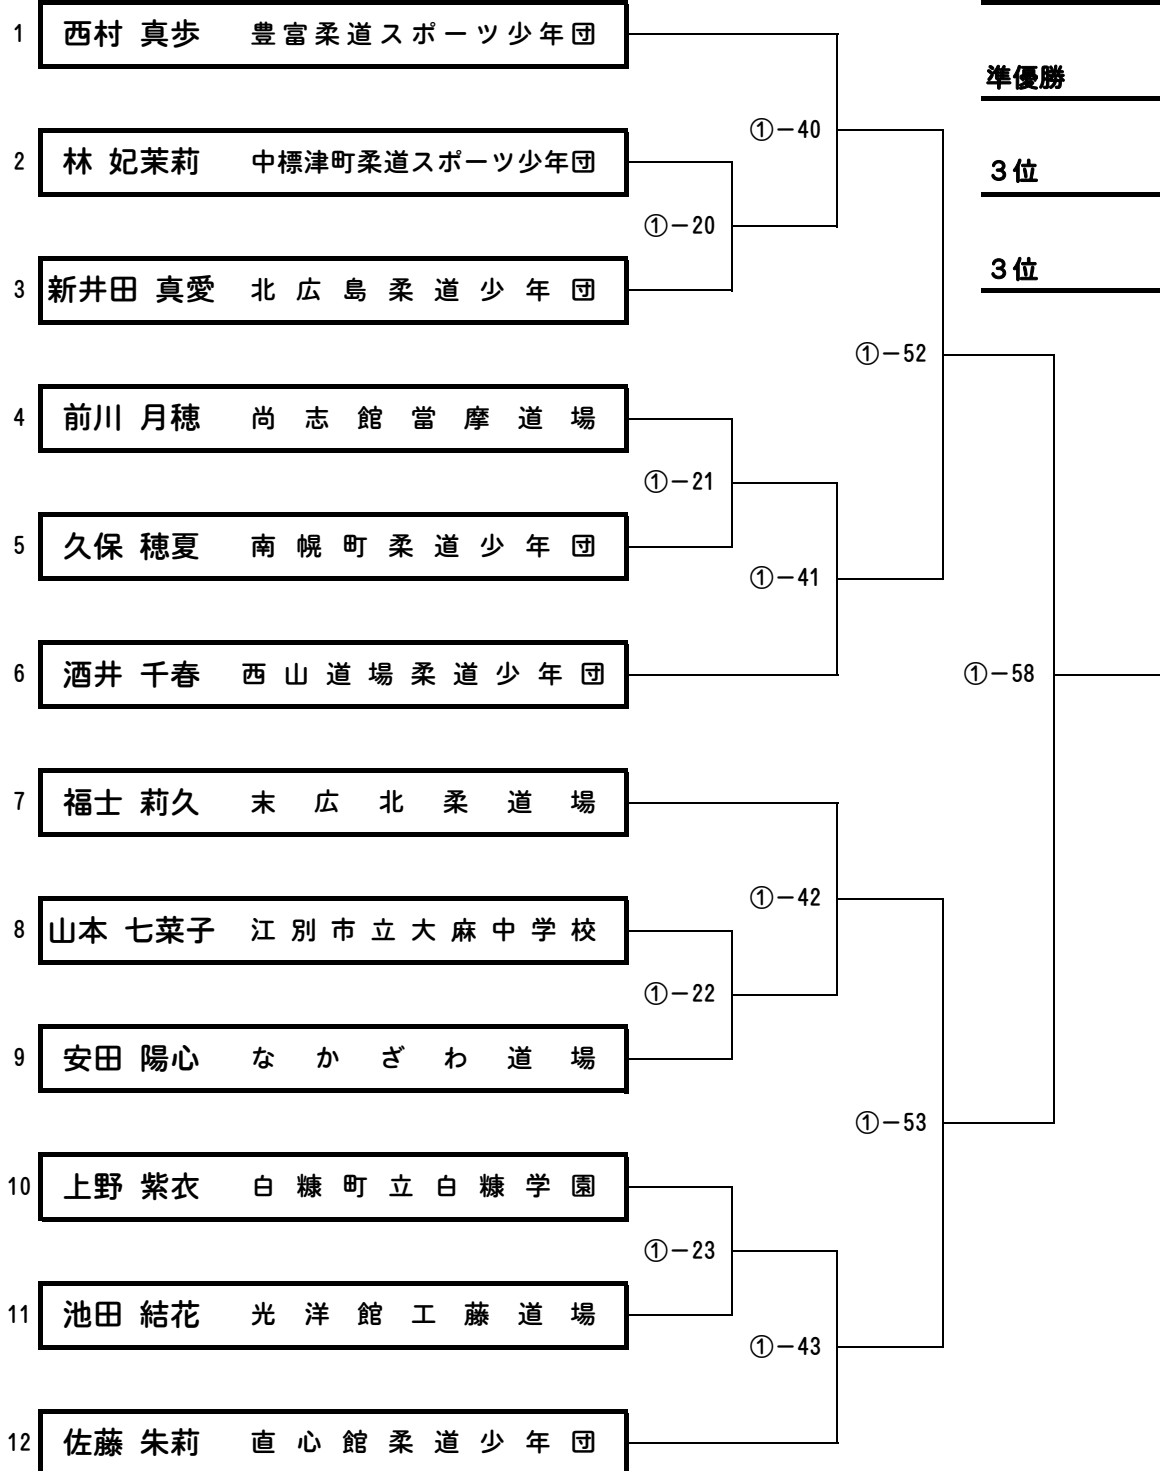 1 西村 真歩 豊富柔道スポーツ少年団
準優勝
①－40
2 林 妃茉莉 中標津町柔道スポーツ少年団
３位
①－20
3 新井田 真愛 北広島柔道少年団
３位
①－52
4 前川 月穂 尚志館當摩道場
①－21
5 久保 穂夏 南幌町柔道少年団
①－41
6 酒井 千春 西山道場柔道少年団
①－58
7 福士 莉久 末広北柔道場
①－42
8 山本 七菜子 江別市立大麻中学校
①－22
9 安田 陽心 なかざわ道場
①－53
10 上野 紫衣 白糠町立白糠学園
①－23
11 池田 結花 光洋館工藤道場
①－43
12 佐藤 朱莉 直心館柔道少年団